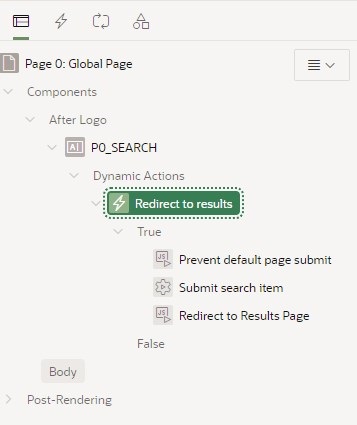 Page 0: Global Page
Components
After Logo
P0_SEARCH
Dynamic Actions
Redirect to results
True
Prevent default page submit
Submit search item
Redirect to Results Page
False
Body
Post-Rendering